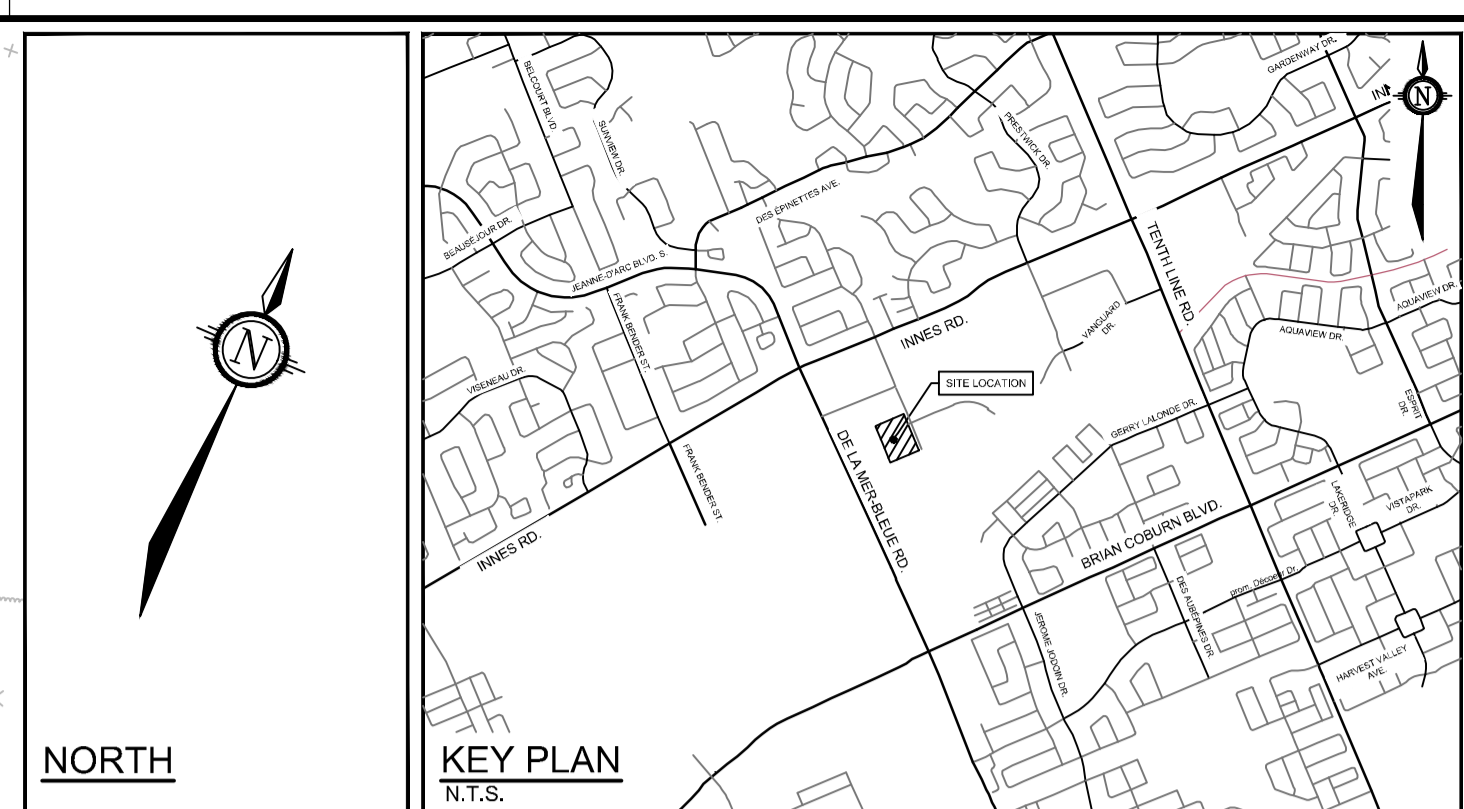 N
NORTH
BELCOURT BLVD.
SUNVIEW DR.
BEAUSÉJOUR DR.
JEANNE-D'ARC BLVD. S.
DES ÉPINETTES AVE.
PRESTWICK DR.
GARDENWAY DR.
N
TENTH LINE RD.
FRANK BENDER ST.
VISENEAU DR.
INNES RD.
VANGUARD
DR.
AQUAVIEW DR.
AQUAVIEW DR.
SITE LOCATION
ESPRIT
DR.
GERRY LALONDE DR.
FRANK BENDER ST.
DE LA MER-BLEUE RD.
INNES RD.
BRIAN COBURN BLVD.
LAKERIDGE
DR.
VISTAPARK
DR.
prom. Décoeur Dr.
DES AUBÉPINES DR.
JEROME JODOIN DR.
HARVEST VALLEY
AVE.
KEY PLAN
N.T.S.